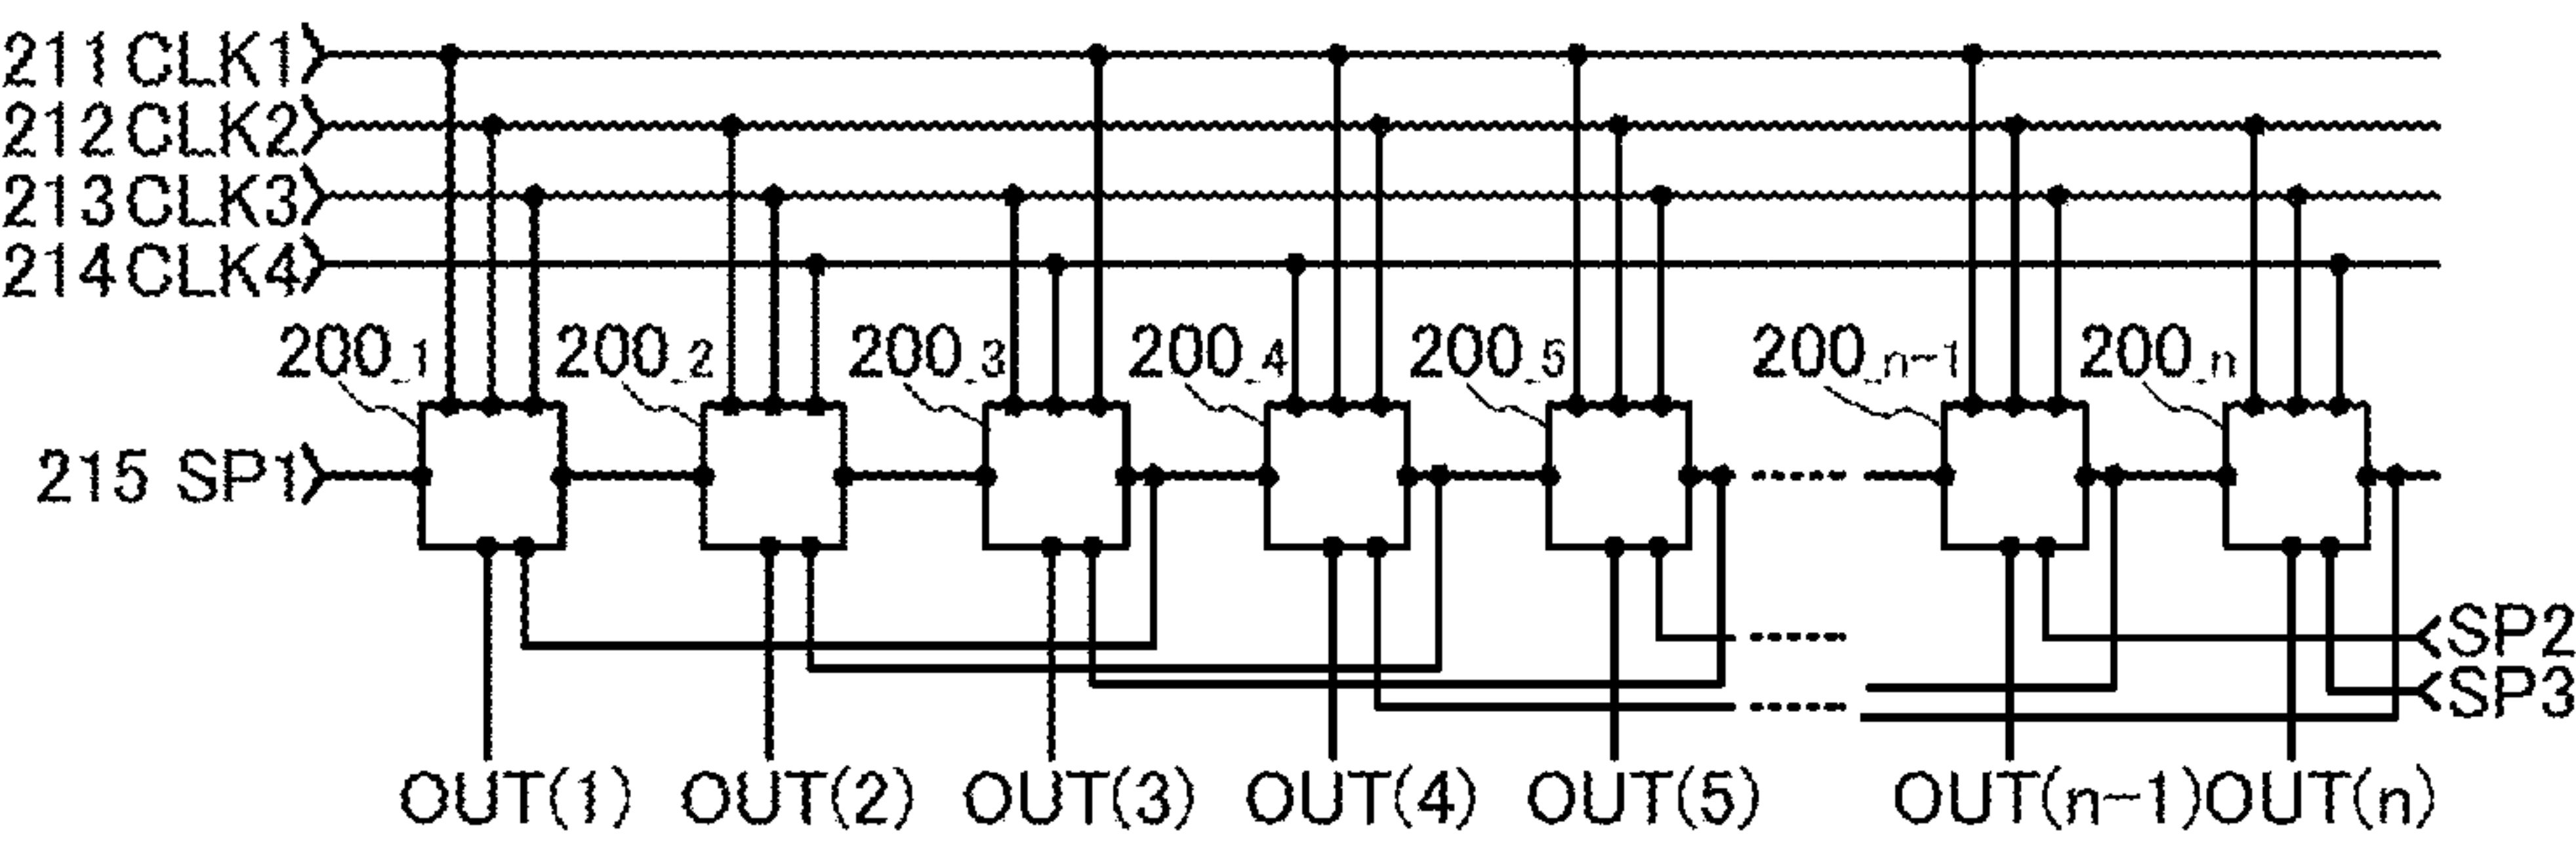 211 CLK1
212 CLK2
213 CLK3
214 CLK4
200_1 200_2 200_3 200_4 200_5 200_n-1 200_n
215 SP1
SP2
SP3
OUT(1) OUT(2) OUT(3) OUT(4) OUT(5) OUT(n-1) OUT(n)